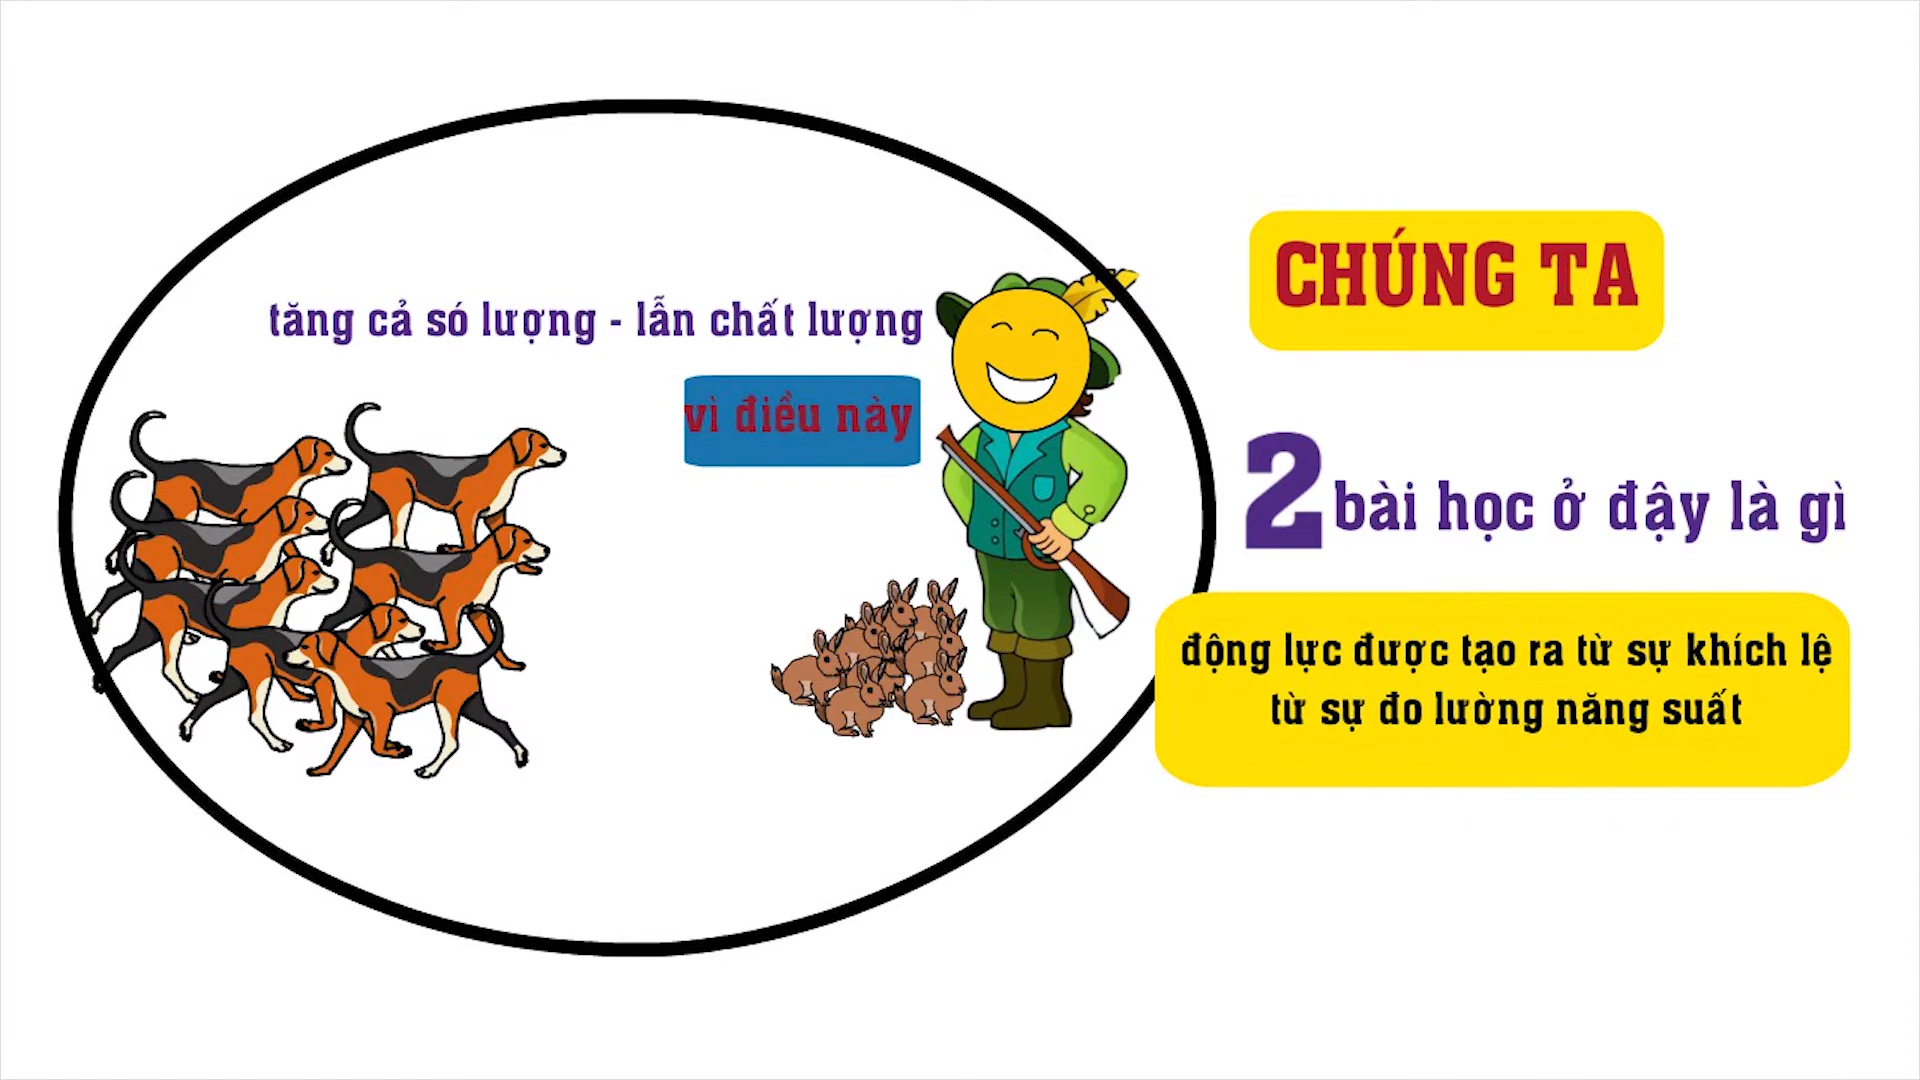 tăng cả só lượng - lẫn chất lượng
vì điều này
CHÚNG TA
2 bài học ở đậy là gì
động lực được tạo ra từ sự khích lệ
từ sự đo lường năng suất